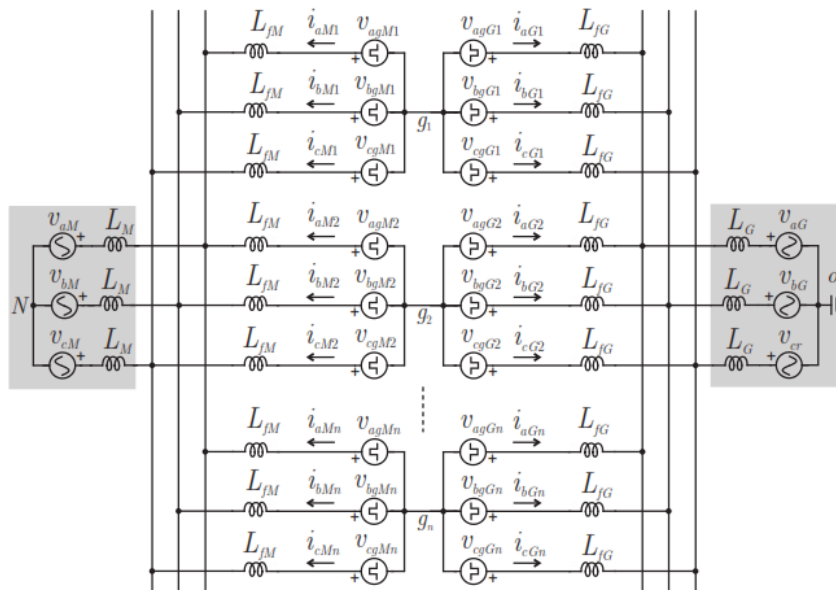 L_fM i_aM1 v_agM1 v_agG1 i_aG1 L_fG
+ +
L_fM i_bM1 v_bgM1 v_bgG1 i_bG1 L_fG
+ g_1 +
L_fM i_cM1 v_cgM1 v_cgG1 i_cG1 L_fG
+ +
v_aM L_M L_fM i_aM2 v_agM2 v_agG2 i_aG2 L_fG L_G v_aG
+ + + +
N v_bM L_M L_fM i_bM2 v_bgM2 v_bgG2 i_bG2 L_fG L_G v_bG o
+ + g_2 + +
v_cM L_M L_fM i_cM2 v_cgM2 v_cgG2 i_cG2 L_fG L_G v_cr
+ + + +
L_fM i_aMn v_agMn v_agGn i_aGn L_fG
+ +
L_fM i_bMn v_bgMn v_bgGn i_bGn L_fG
+ g_n +
L_fM i_cMn v_cgMn v_cgGn i_cGn L_fG
+ +